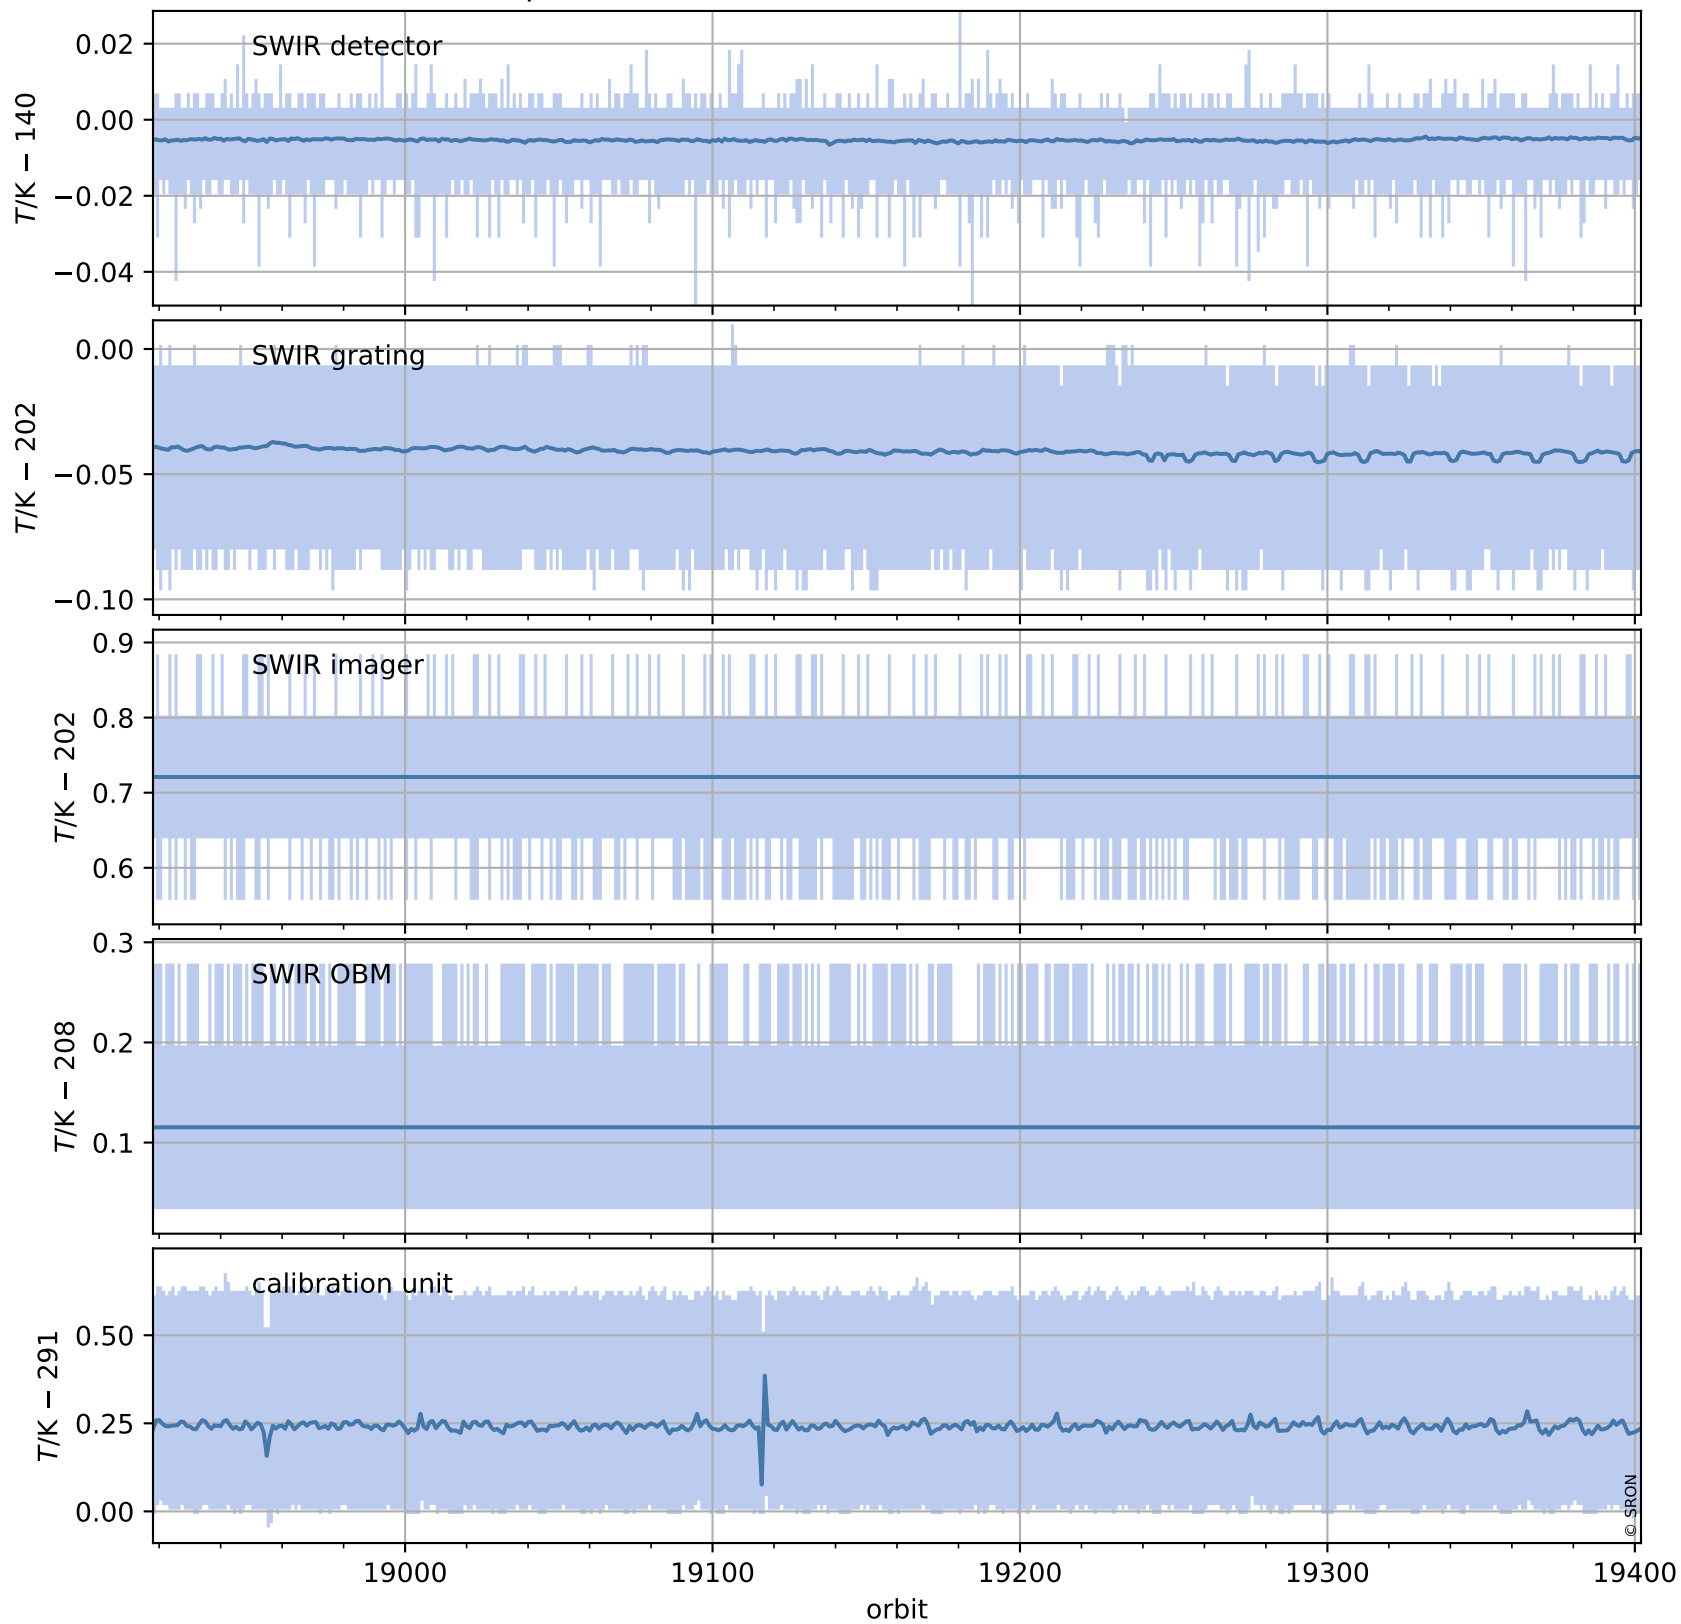 SWIR detector
T/K − 140
0.02
0.00
−0.02
−0.04
SWIR grating
T/K − 202
0.00
−0.05
−0.10
SWIR imager
T/K − 202
0.9
0.8
0.7
0.6
SWIR OBM
T/K − 208
0.3
0.2
0.1
calibration unit
T/K − 291
0.50
0.25
0.00
© SRON
19000 19100 19200 19300 19400
orbit